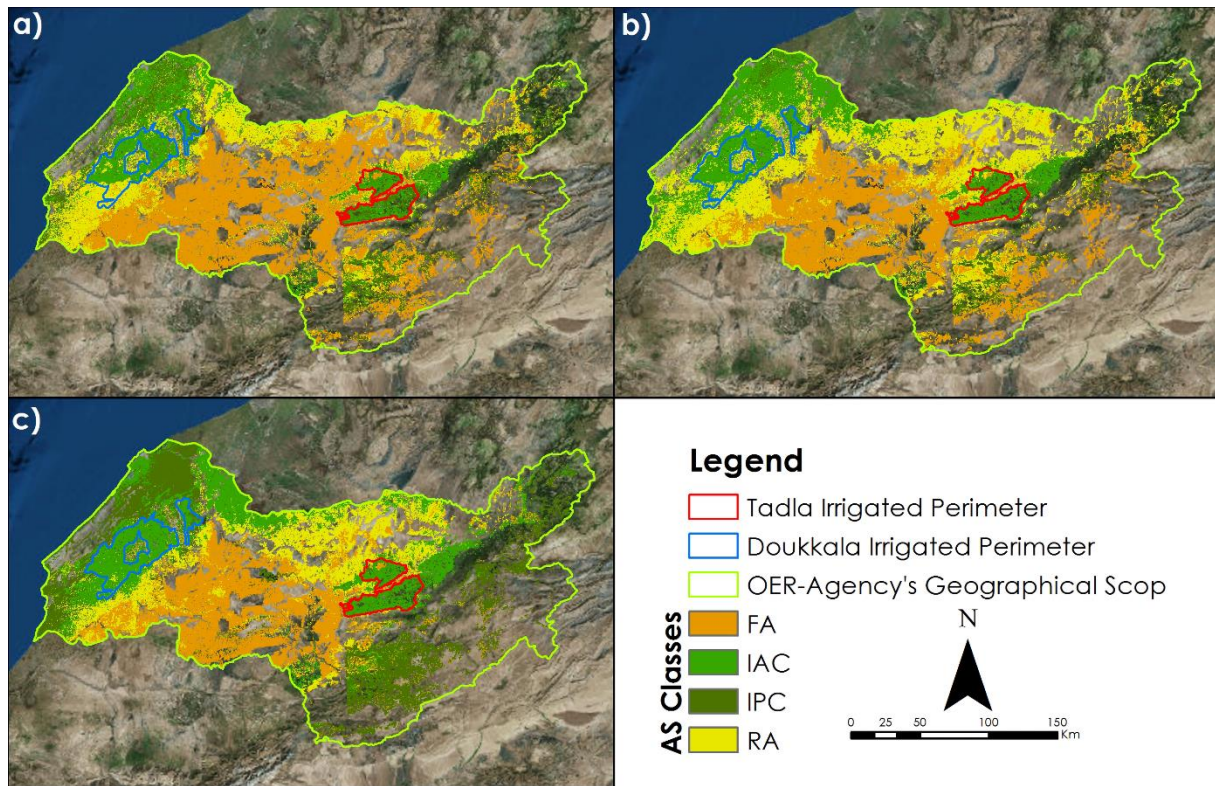 a)
b)
c)
Legend
Tadla Irrigated Perimeter
Doukkala Irrigated Perimeter
OER-Agency's Geographical Scop
AS Classes
FA
IAC
IPC
RA
N
0 25 50 100 150
Km